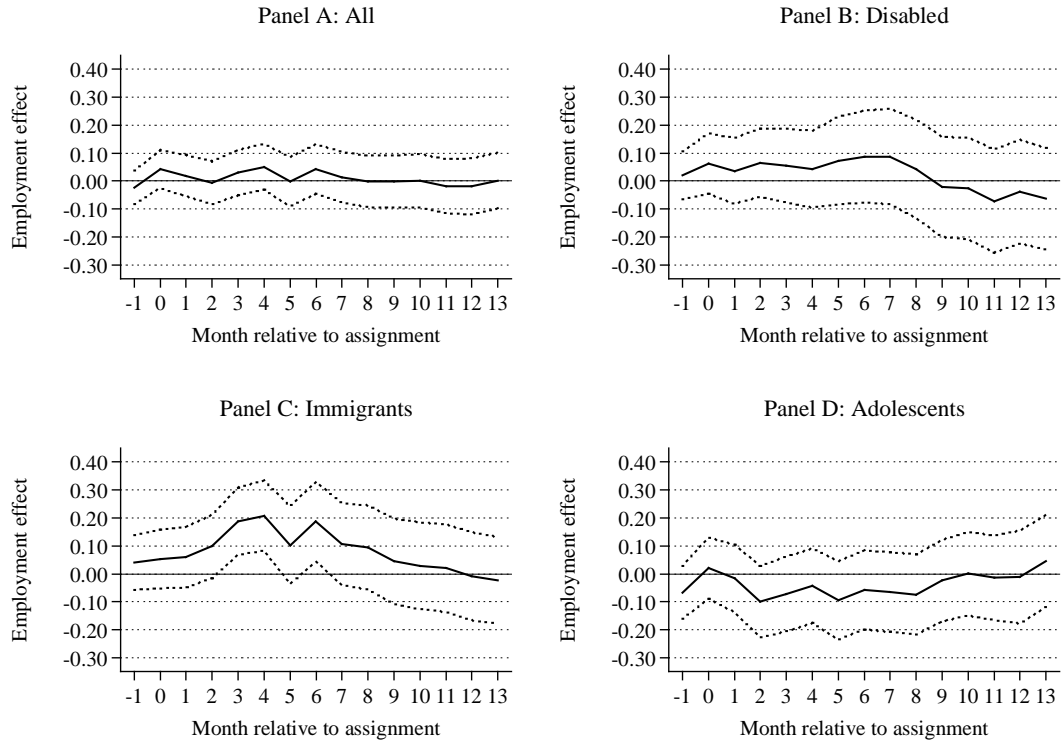 Panel A: All
Employment effect
0.40
0.30
0.20
0.10
0.00
-0.10
-0.20
-0.30
-1 0 1 2 3 4 5 6 7 8 9 10 11 12 13
Month relative to assignment
Panel B: Disabled
Employment effect
0.40
0.30
0.20
0.10
0.00
-0.10
-0.20
-0.30
-1 0 1 2 3 4 5 6 7 8 9 10 11 12 13
Month relative to assignment
Panel C: Immigrants
Employment effect
0.40
0.30
0.20
0.10
0.00
-0.10
-0.20
-0.30
-1 0 1 2 3 4 5 6 7 8 9 10 11 12 13
Month relative to assignment
Panel D: Adolescents
Employment effect
0.40
0.30
0.20
0.10
0.00
-0.10
-0.20
-0.30
-1 0 1 2 3 4 5 6 7 8 9 10 11 12 13
Month relative to assignment